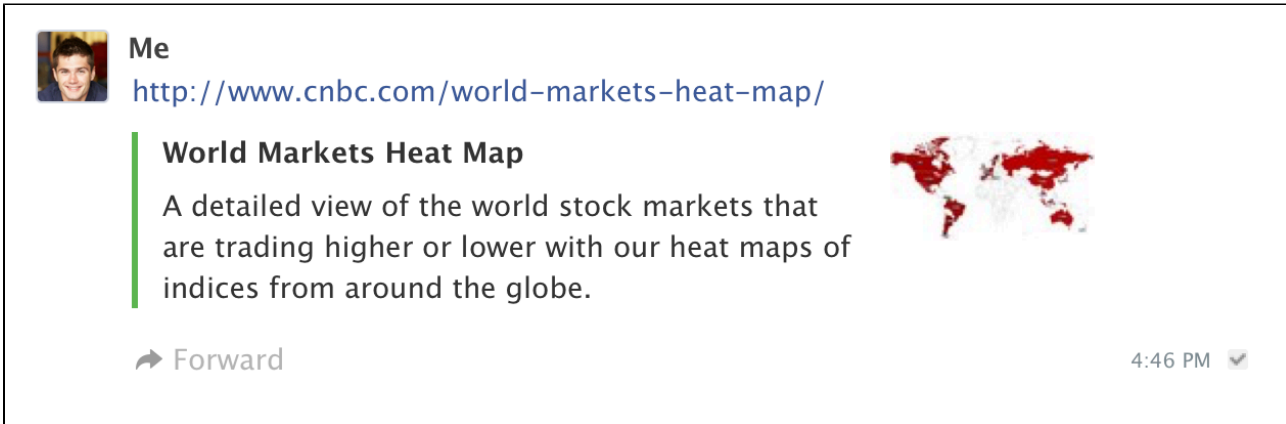 Me
http://www.cnbc.com/world-markets-heat-map/
World Markets Heat Map
A detailed view of the world stock markets that
are trading higher or lower with our heat maps of
indices from around the globe.
Forward
4:46 PM